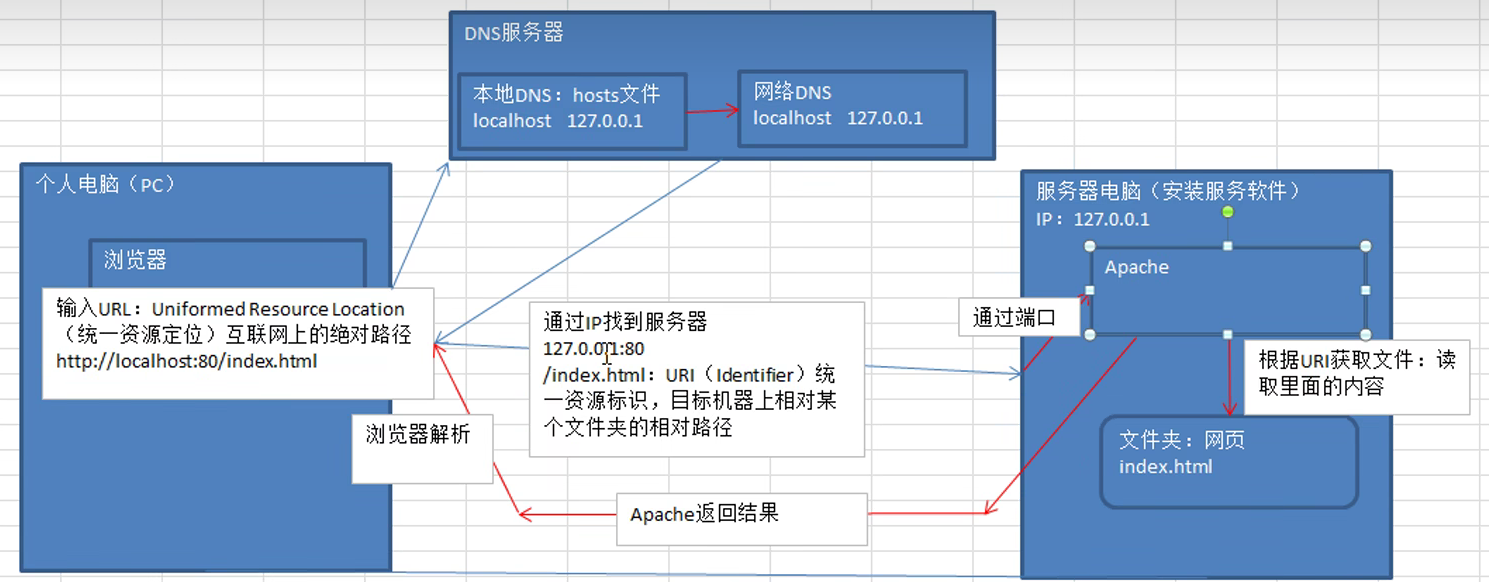 DNS服务器
本地DNS：hosts文件
localhost 127.0.0.1
网络DNS
localhost 127.0.0.1
个人电脑（PC）
浏览器
输入URL：Uniformed Resource Location
（统一资源定位）互联网上的绝对路径
http://localhost:80/index.html
浏览器解析
通过IP找到服务器
127.0.0.1:80
/index.html：URI（Identifier）统
一资源标识，目标机器上相对某
个文件夹的相对路径
Apache返回结果
通过端口
服务器电脑（安装服务软件）
IP：127.0.0.1
Apache
根据URI获取文件：读
取里面的内容
文件夹：网页
index.html